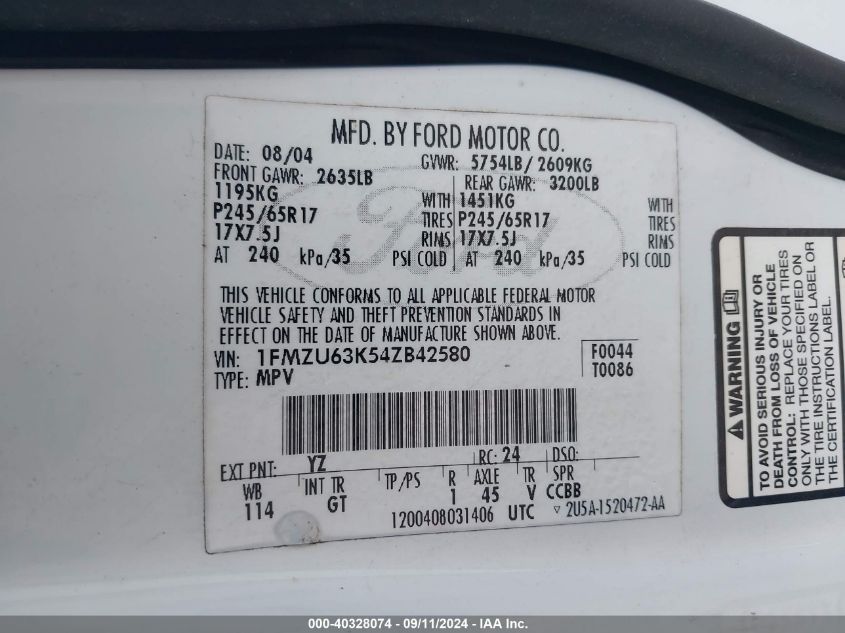 MFD. BY FORD MOTOR CO.
DATE: 08/04 GVWR: 5754LB/ 2609KG
FRONT GAWR: 2635LB REAR GAWR: 3200LB
1195KG WITH 1451KG WITH
P245/65R17 TIRES P245/65R17 TIRES
17X7.5J RIMS 17X7.5J RIMS
AT 240 kPa/35 PSI COLD AT 240 kPa/35 PSI COLD
Ford
THIS VEHICLE CONFORMS TO ALL APPLICABLE FEDERAL MOTOR
VEHICLE SAFETY AND THEFT PREVENTION STANDARDS IN
EFFECT ON THE DATE OF MANUFACTURE SHOWN ABOVE.
VIN: 1FMZU63K54ZB42580 F0044
TYPE: MPV T0086
EXT PNT: YZ RC: 24 DSO:
WB INT TR TP/PS R AXLE TR SPR
114 GT 1 45 V CCBB
1200408031406 UTC ▿ 2U5A-1520472-AA
WARNING
TO AVOID SERIOUS INJURY OR
DEATH FROM LOSS OF VEHICLE
CONTROL: REPLACE YOUR TIRES
ONLY WITH THOSE SPECIFIED ON
THE TIRE INSTRUCTIONS LABEL OR
THE CERTIFICATION LABEL.
000-40328074 - 09/11/2024 - IAA Inc.